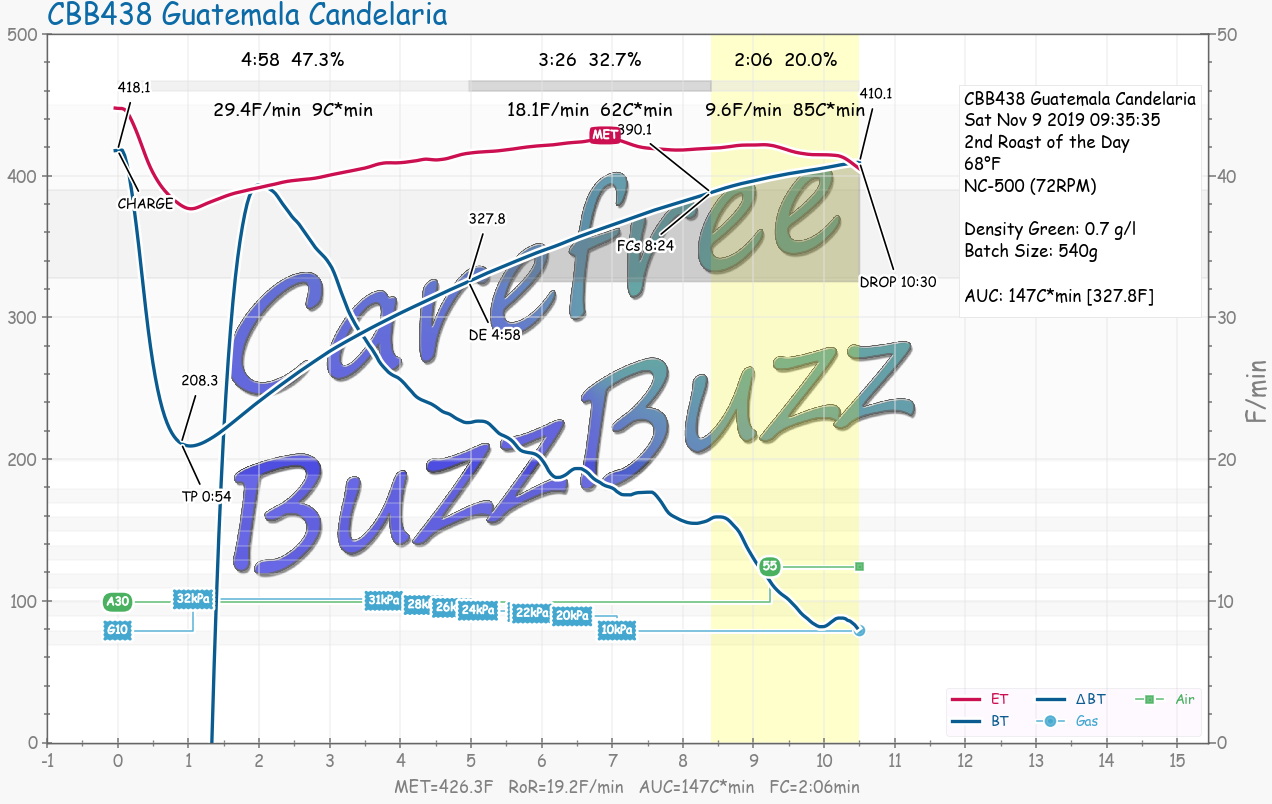 CBB438 Guatemala Candelaria
500
50
4:58 47.3%
3:26 32.7%
2:06 20.0%
418.1
410.1
29.4F/min 9C*min
18.1F/min 62C*min
9.6F/min 85C*min
MET
390.1
CBB438 Guatemala Candelaria
Sat Nov 9 2019 09:35:35
2nd Roast of the Day
68°F
NC-500 (72RPM)
Density Green: 0.7 g/l
Batch Size: 540g
AUC: 147C*min [327.8F]
400
40
CHARGE
327.8
FCs 8:24
DROP 10:30
Carefree
300
30
DE 4:58
BuzzBuzz
208.3
F/min
200
20
TP 0:54
55
100
10
A30
32kPa
31kPa
28k
26k
24kPa
22kPa
20kPa
G10
10kPa
ET
ΔBT
Air
BT
Gas
0
0
-1 0 1 2 3 4 5 6 7 8 9 10 11 12 13 14 15
MET=426.3F RoR=19.2F/min AUC=147C*min FC=2:06min